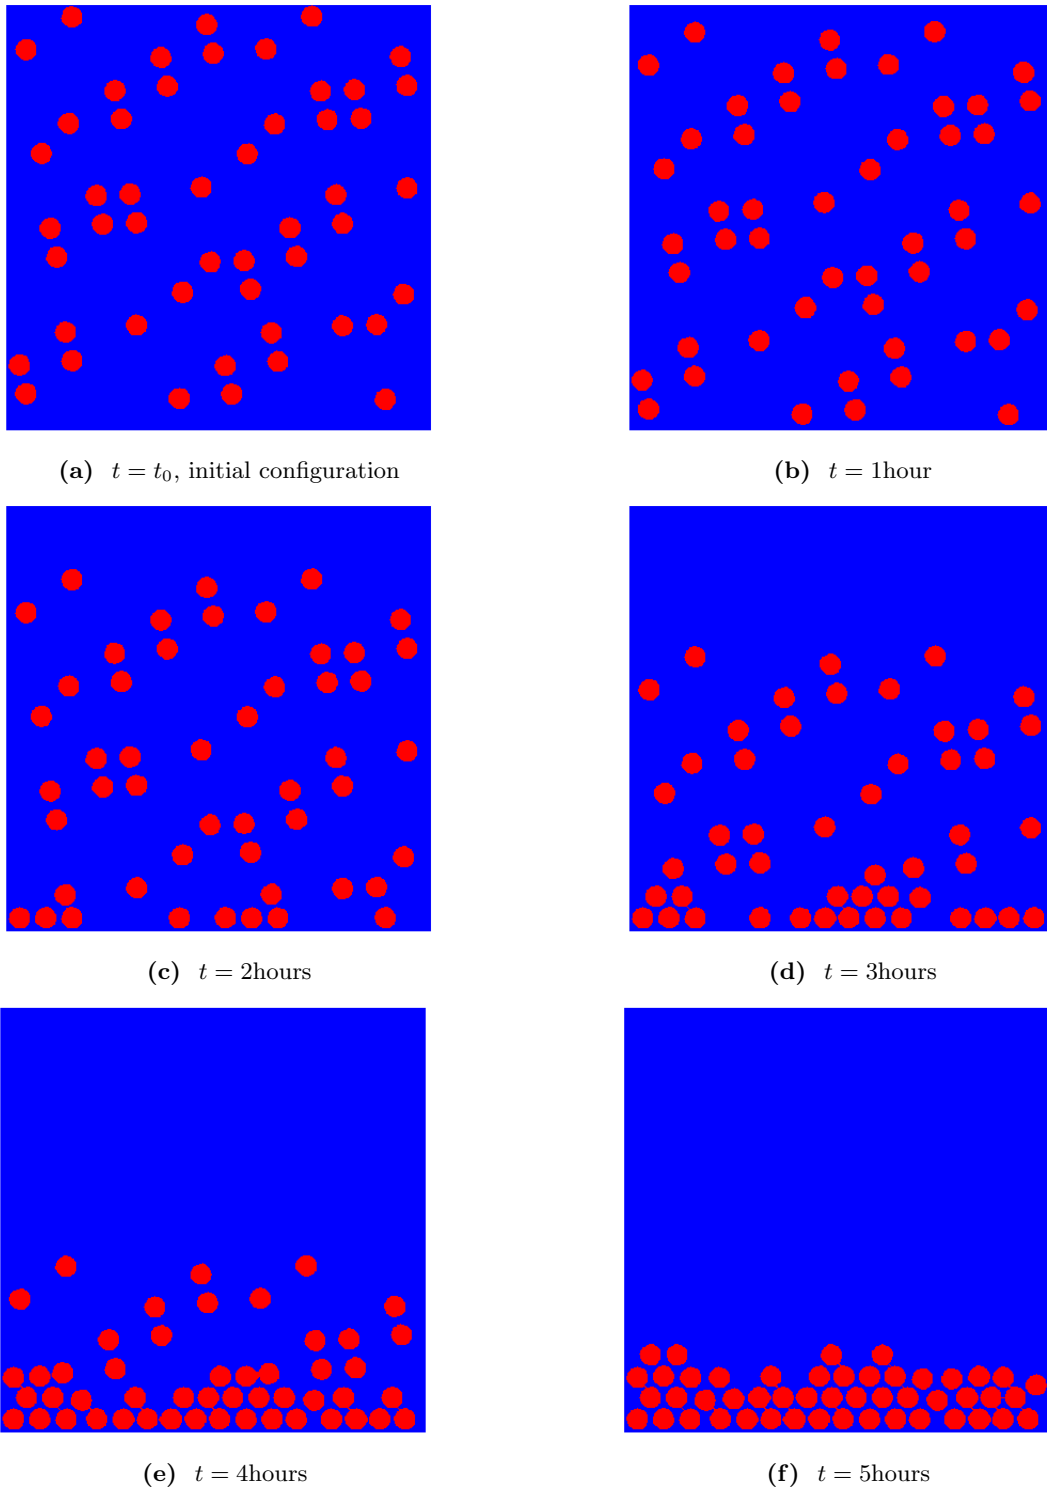 (a) t = t₀, initial configuration
(b) t = 1hour
(c) t = 2hours
(d) t = 3hours
(e) t = 4hours
(f) t = 5hours